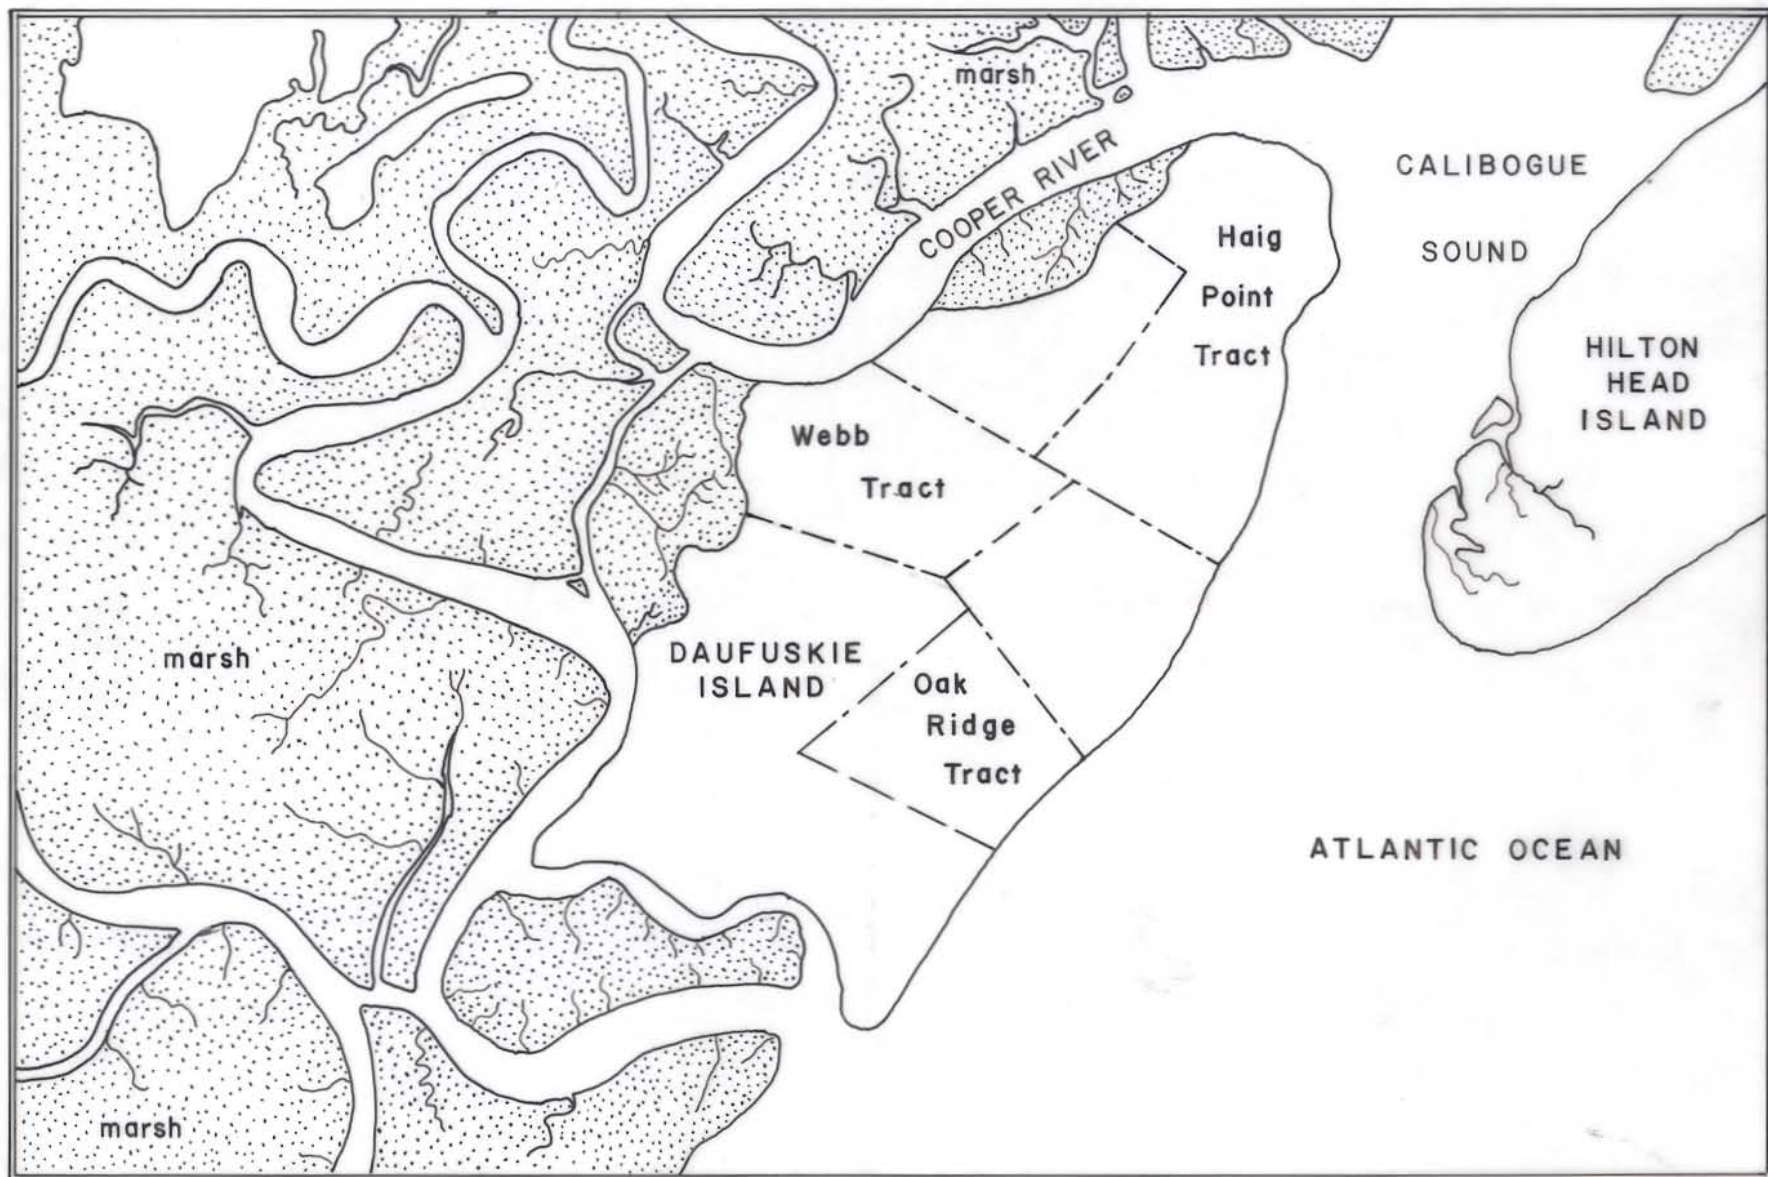 marsh
COOPER RIVER
CALIBOGUE
SOUND
Haig
Point
Tract
HILTON
HEAD
ISLAND
Webb
Tract
DAUFUSKIE
ISLAND
Oak
Ridge
Tract
marsh
ATLANTIC OCEAN
marsh